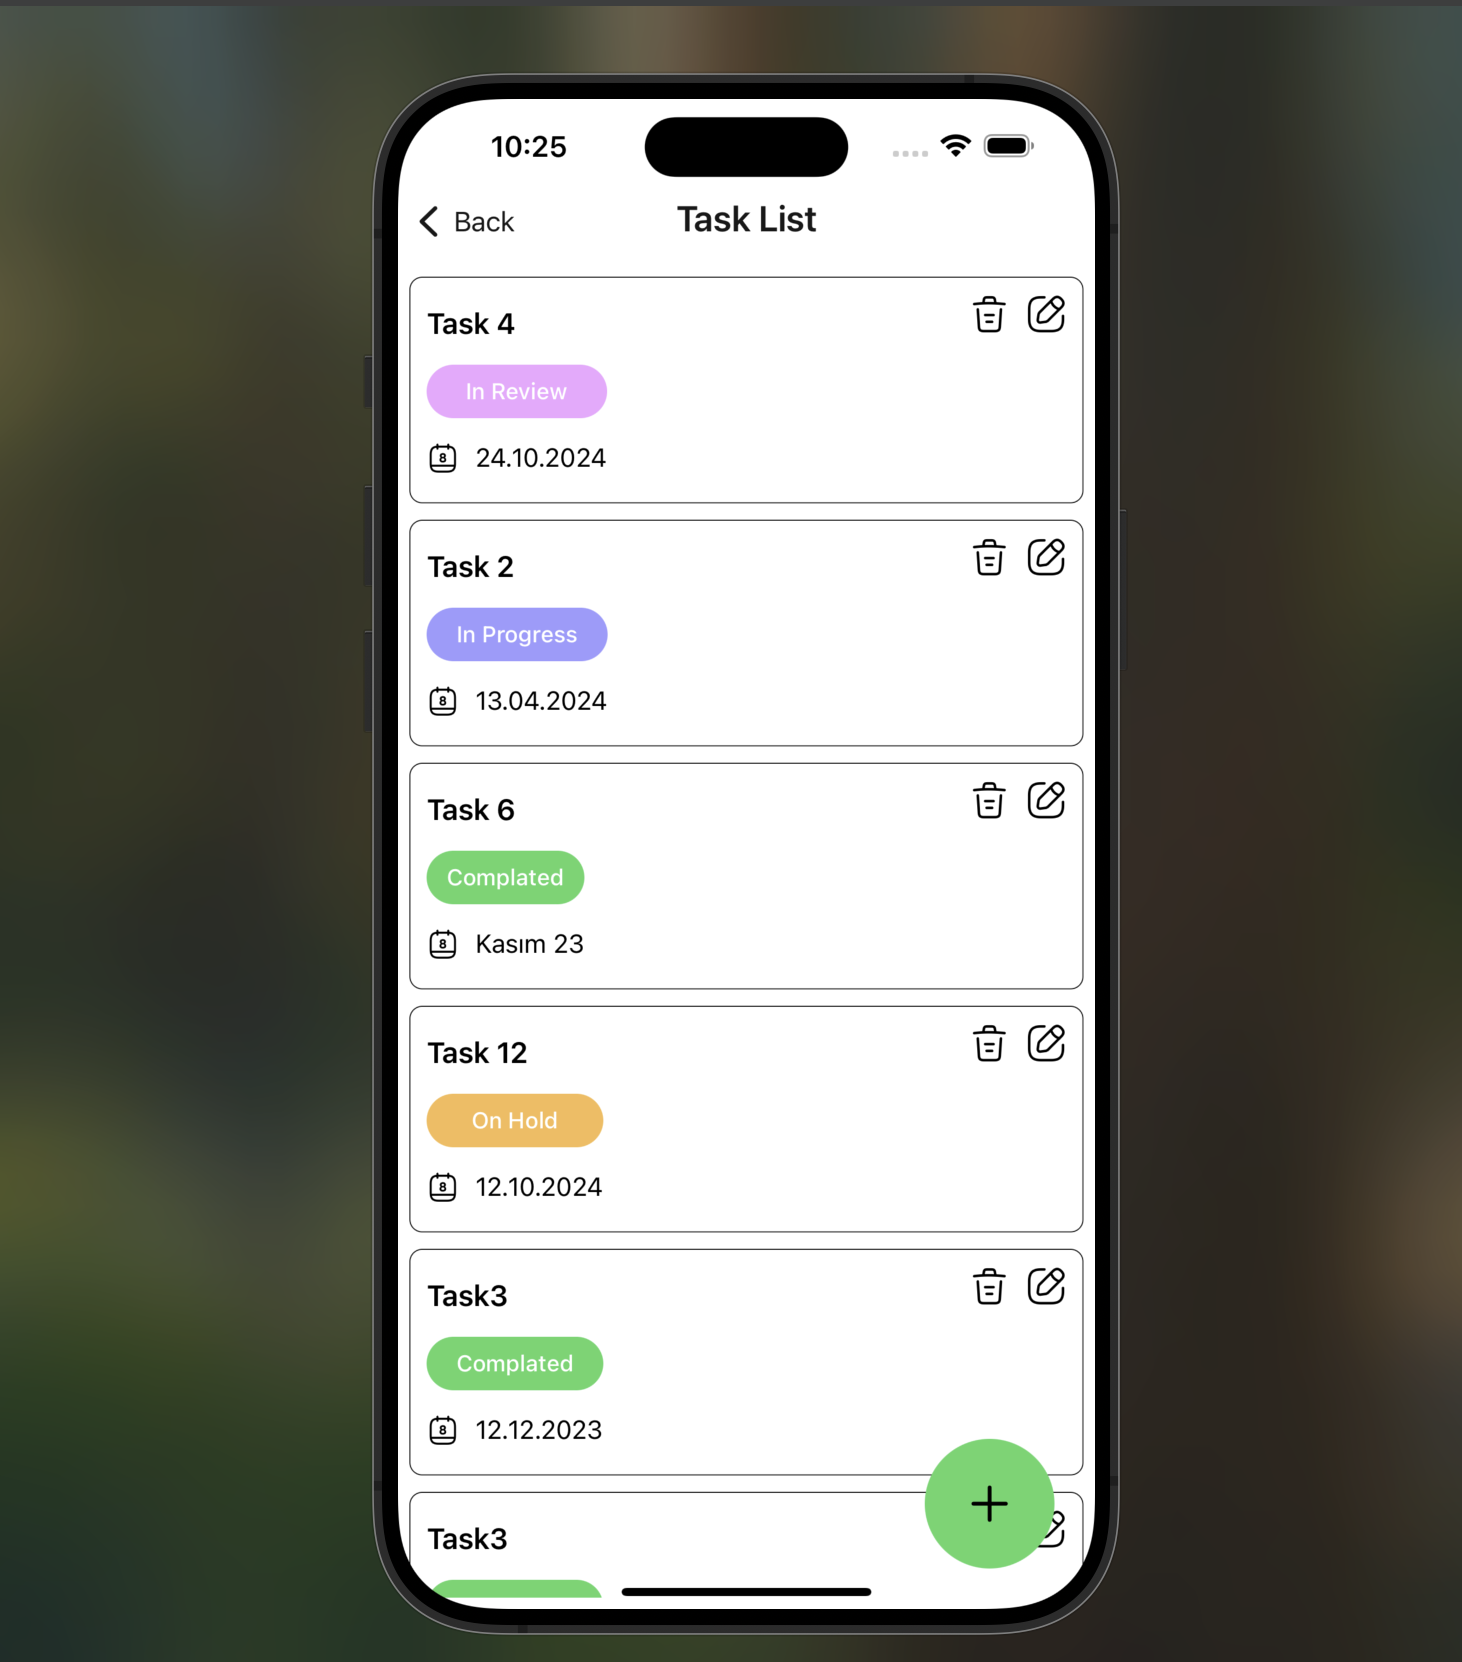 10:25
Back
Task List
Task 4
In Review
8 24.10.2024
Task 2
In Progress
8 13.04.2024
Task 6
Complated
8 Kasım 23
Task 12
On Hold
8 12.10.2024
Task3
Complated
8 12.12.2023
Task3